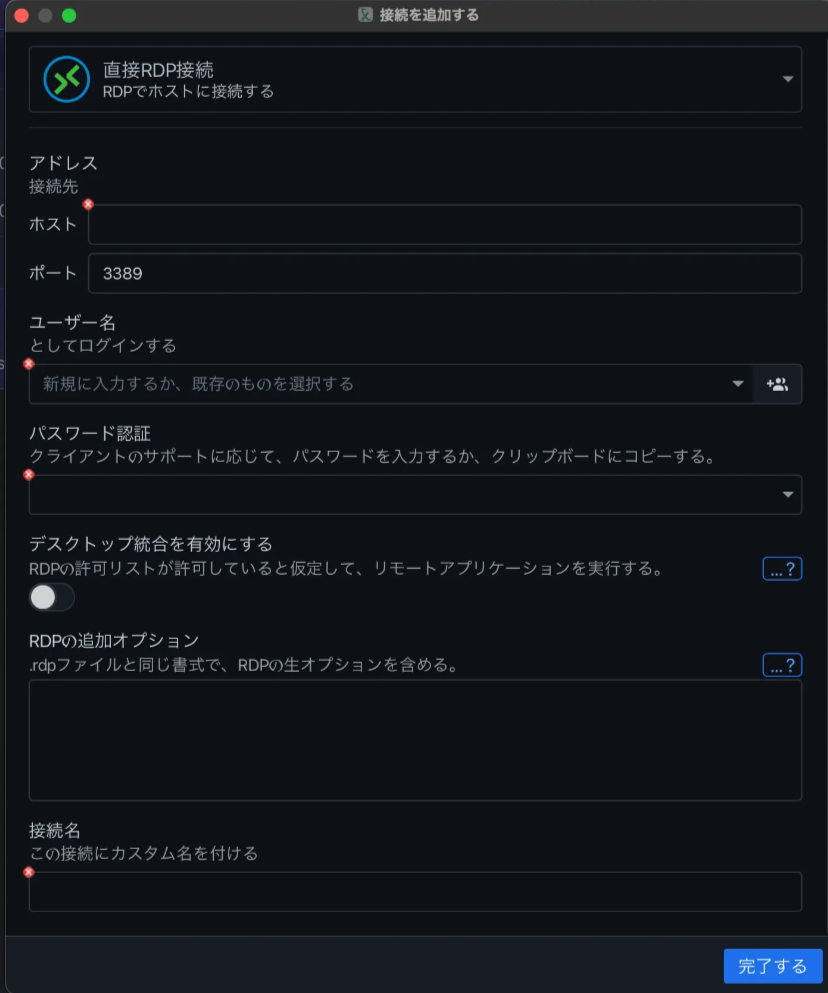 接続を追加する
直接RDP接続
RDPでホストに接続する
アドレス
接続先
ホスト
ポート 3389
ユーザー名
としてログインする
新規に入力するか、既存のものを選択する
パスワード認証
クライアントのサポートに応じて、パスワードを入力するか、クリップボードにコピーする。
デスクトップ統合を有効にする
RDPの許可リストが許可していると仮定して、リモートアプリケーションを実行する。 ...?
RDPの追加オプション
.rdpファイルと同じ書式で、RDPの生オプションを含める。 ...?
接続名
この接続にカスタム名を付ける
完了する